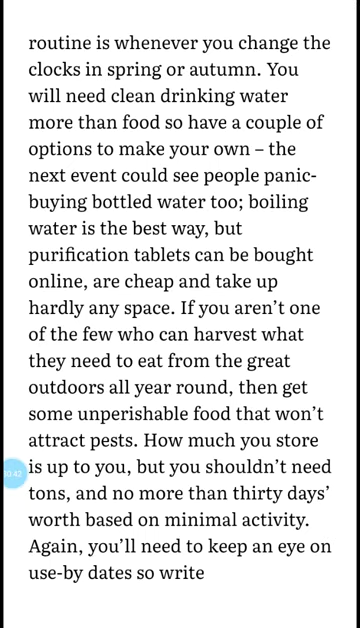 routine is whenever you change the
clocks in spring or autumn. You
will need clean drinking water
more than food so have a couple of
options to make your own – the
next event could see people panic-
buying bottled water too; boiling
water is the best way, but
purification tablets can be bought
online, are cheap and take up
hardly any space. If you aren’t one
of the few who can harvest what
they need to eat from the great
outdoors all year round, then get
some unperishable food that won’t
attract pests. How much you store
is up to you, but you shouldn’t need
tons, and no more than thirty days’
worth based on minimal activity.
Again, you’ll need to keep an eye on
use-by dates so write